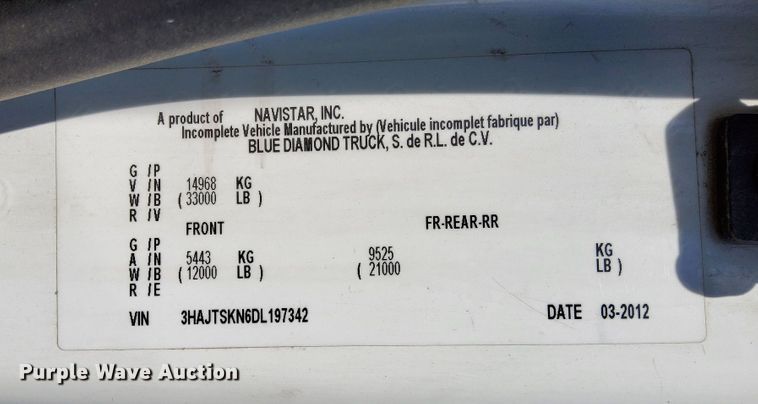 A product of NAVISTAR, INC.
Incomplete Vehicle Manufactured by (Vehicule incomplet fabrique par)
BLUE DIAMOND TRUCK, S. de R.L. de C.V.
G /P
V /N 14968 KG
W /B ( 33000 LB )
R /V
FRONT FR-REAR-RR
G /P
A /N 5443 KG 9525 KG
W /B ( 12000 LB ) ( 21000 LB )
R /E
VIN 3HAJTSKN6DL197342 DATE 03-2012
Purple Wave Auction